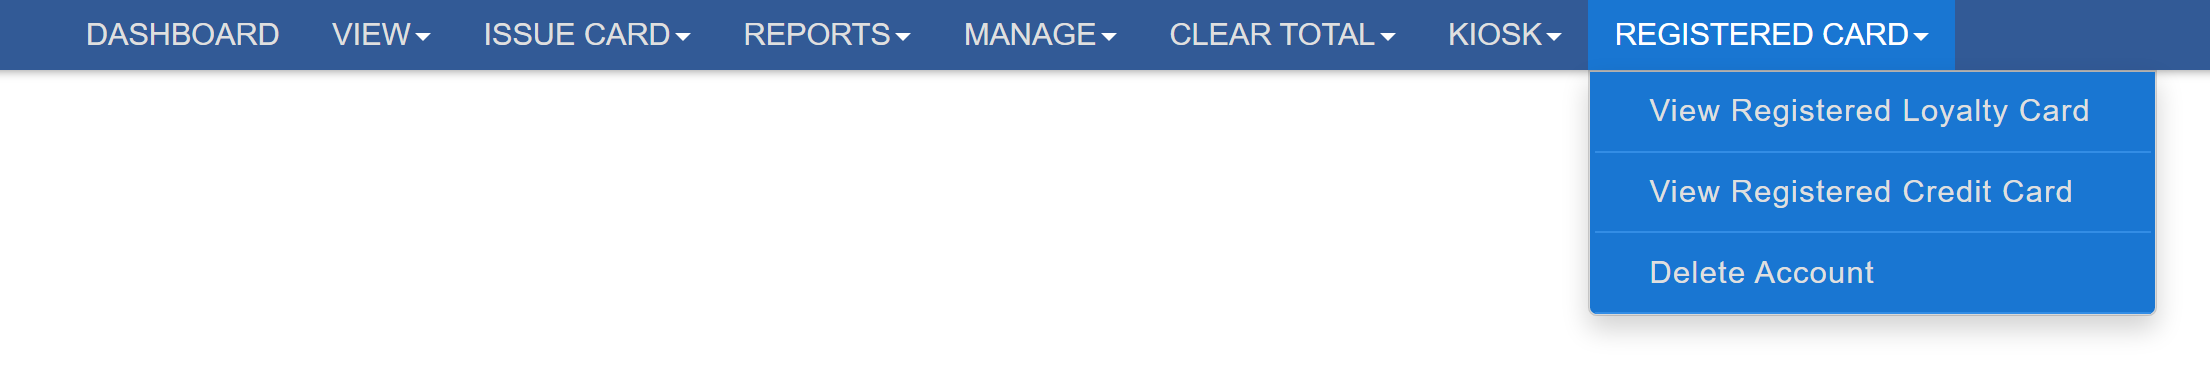 DASHBOARD VIEW ISSUE CARD REPORTS MANAGE CLEAR TOTAL KIOSK REGISTERED CARD
View Registered Loyalty Card
View Registered Credit Card
Delete Account